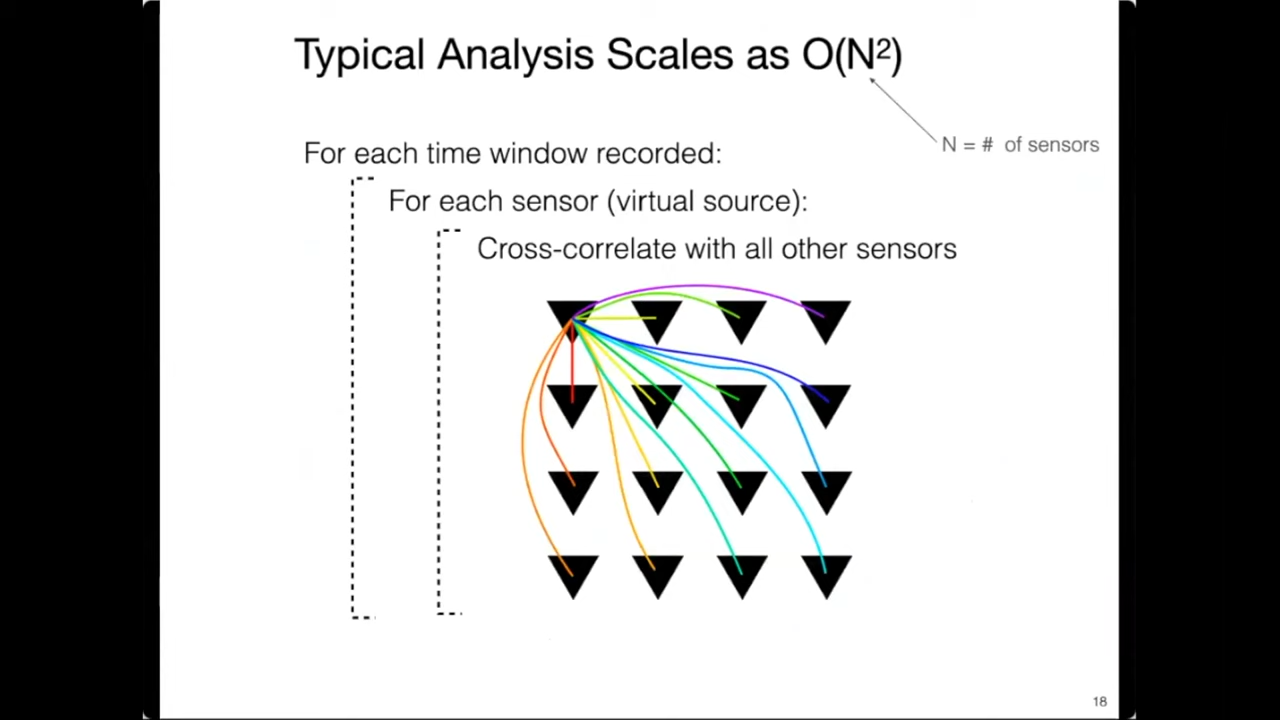 Typical Analysis Scales as O(N²)
N = # of sensors
For each time window recorded:
For each sensor (virtual source):
Cross-correlate with all other sensors
18